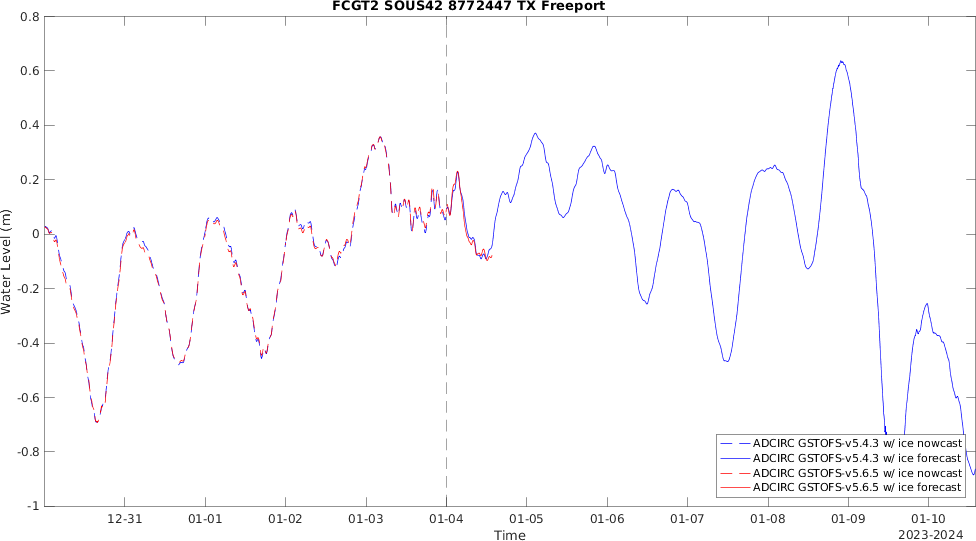 FCGT2 SOUS42 8772447 TX Freeport
0.8
0.6
0.4
0.2
0
-0.2
-0.4
-0.6
-0.8
-1
Water Level (m)
ADCIRC GSTOFS-v5.4.3 w/ ice nowcast
ADCIRC GSTOFS-v5.4.3 w/ ice forecast
ADCIRC GSTOFS-v5.6.5 w/ ice nowcast
ADCIRC GSTOFS-v5.6.5 w/ ice forecast
12-31 01-01 01-02 01-03 01-04 01-05 01-06 01-07 01-08 01-09 01-10
Time
2023-2024